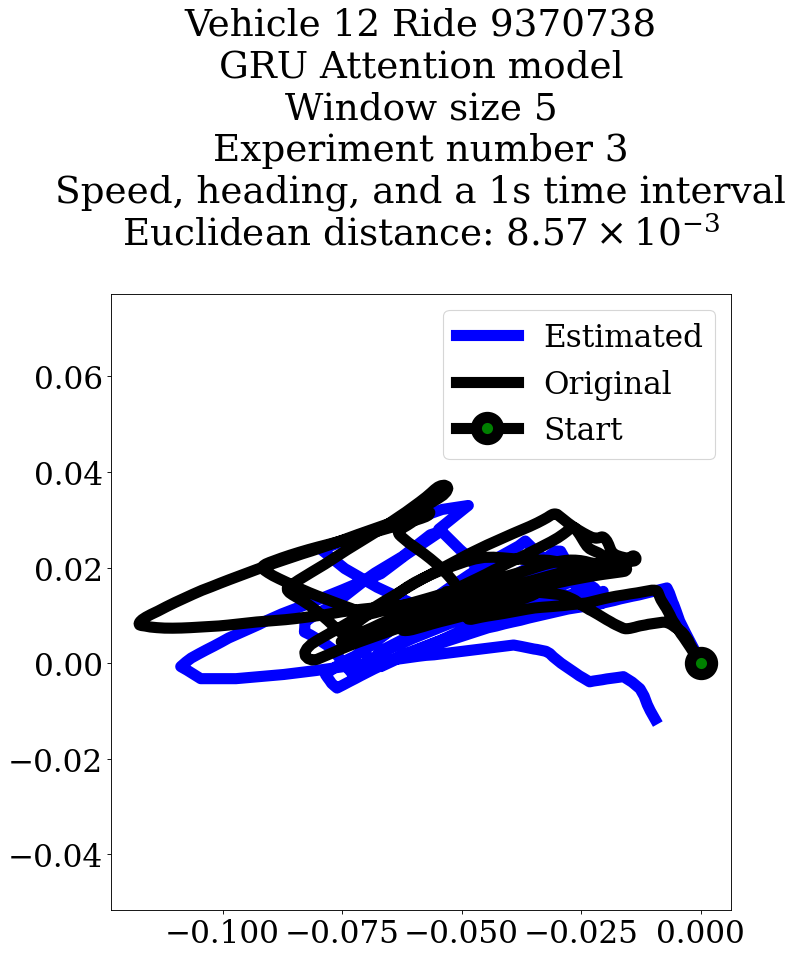 Vehicle 12 Ride 9370738
GRU Attention model
Window size 5
Experiment number 3
Speed, heading, and a 1s time interval
Euclidean distance: 8.57 × 10⁻³
Estimated
Original
Start
0.06
0.04
0.02
0.00
−0.02
−0.04
−0.100 −0.075 −0.050 −0.025 0.000